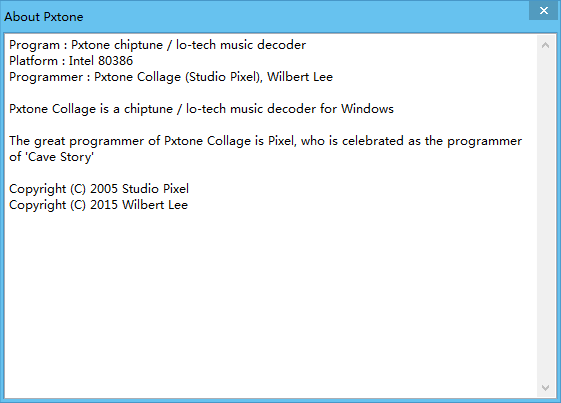 About Pxtone
Program : Pxtone chiptune / lo-tech music decoder
Platform : Intel 80386
Programmer : Pxtone Collage (Studio Pixel), Wilbert Lee
Pxtone Collage is a chiptune / lo-tech music decoder for Windows
The great programmer of Pxtone Collage is Pixel, who is celebrated as the programmer
of 'Cave Story'
Copyright (C) 2005 Studio Pixel
Copyright (C) 2015 Wilbert Lee